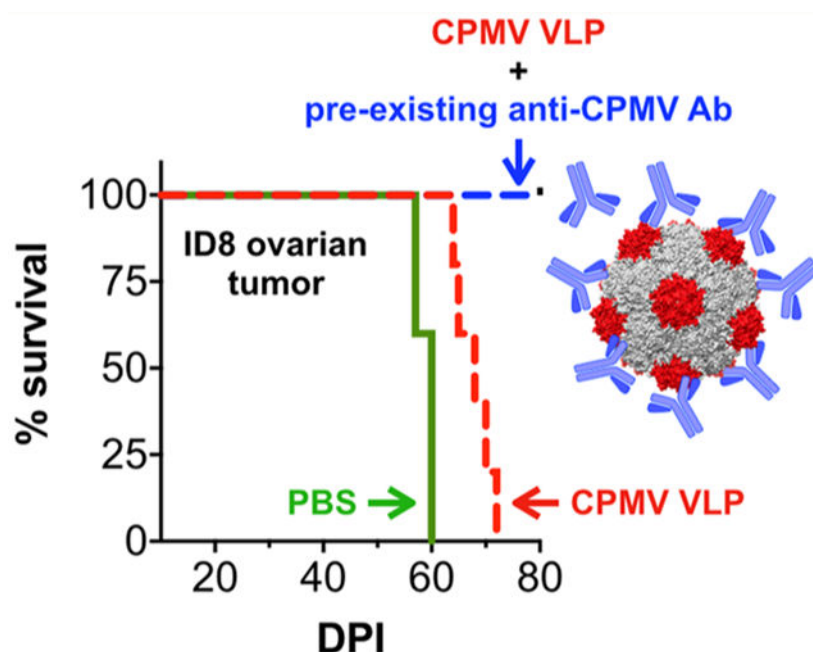 CPMV VLP
+
pre-existing anti-CPMV Ab
100
75
50
25
0
% survival
ID8 ovarian
tumor
PBS
CPMV VLP
20
40
60
80
DPI